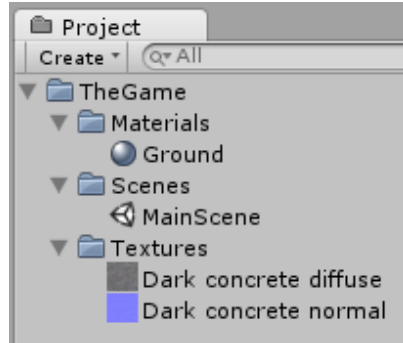 Project
Create All
TheGame
Materials
Ground
Scenes
MainScene
Textures
Dark concrete diffuse
Dark concrete normal